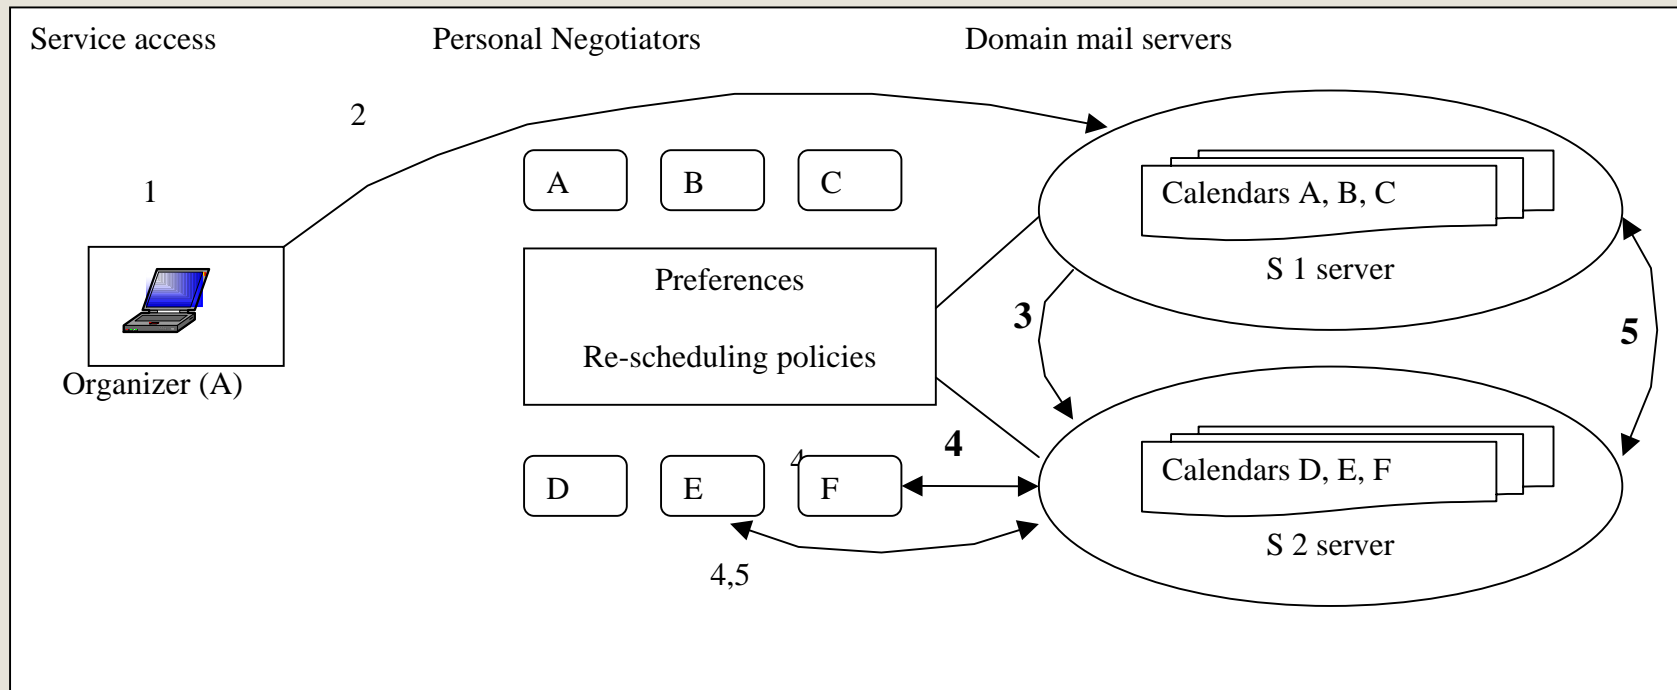 Service access
Personal Negotiators
Domain mail servers
2
1
A
B
C
Calendars A, B, C
S 1 server
Preferences
Re-scheduling policies
3
5
Organizer (A)
4
4
D
E
F
Calendars D, E, F
S 2 server
4,5